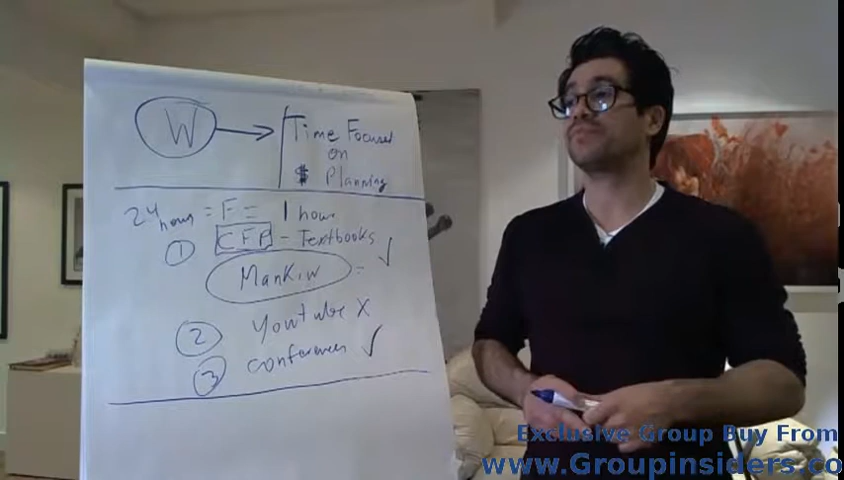 W → Time Focused
on
$ Planning
24 hours = F = 1 hour
① CFP - Textbooks ✓
Mankiw =
② Youtube X
③ conferences ✓
Exclusive Group Buy From
www.Groupinsiders.co